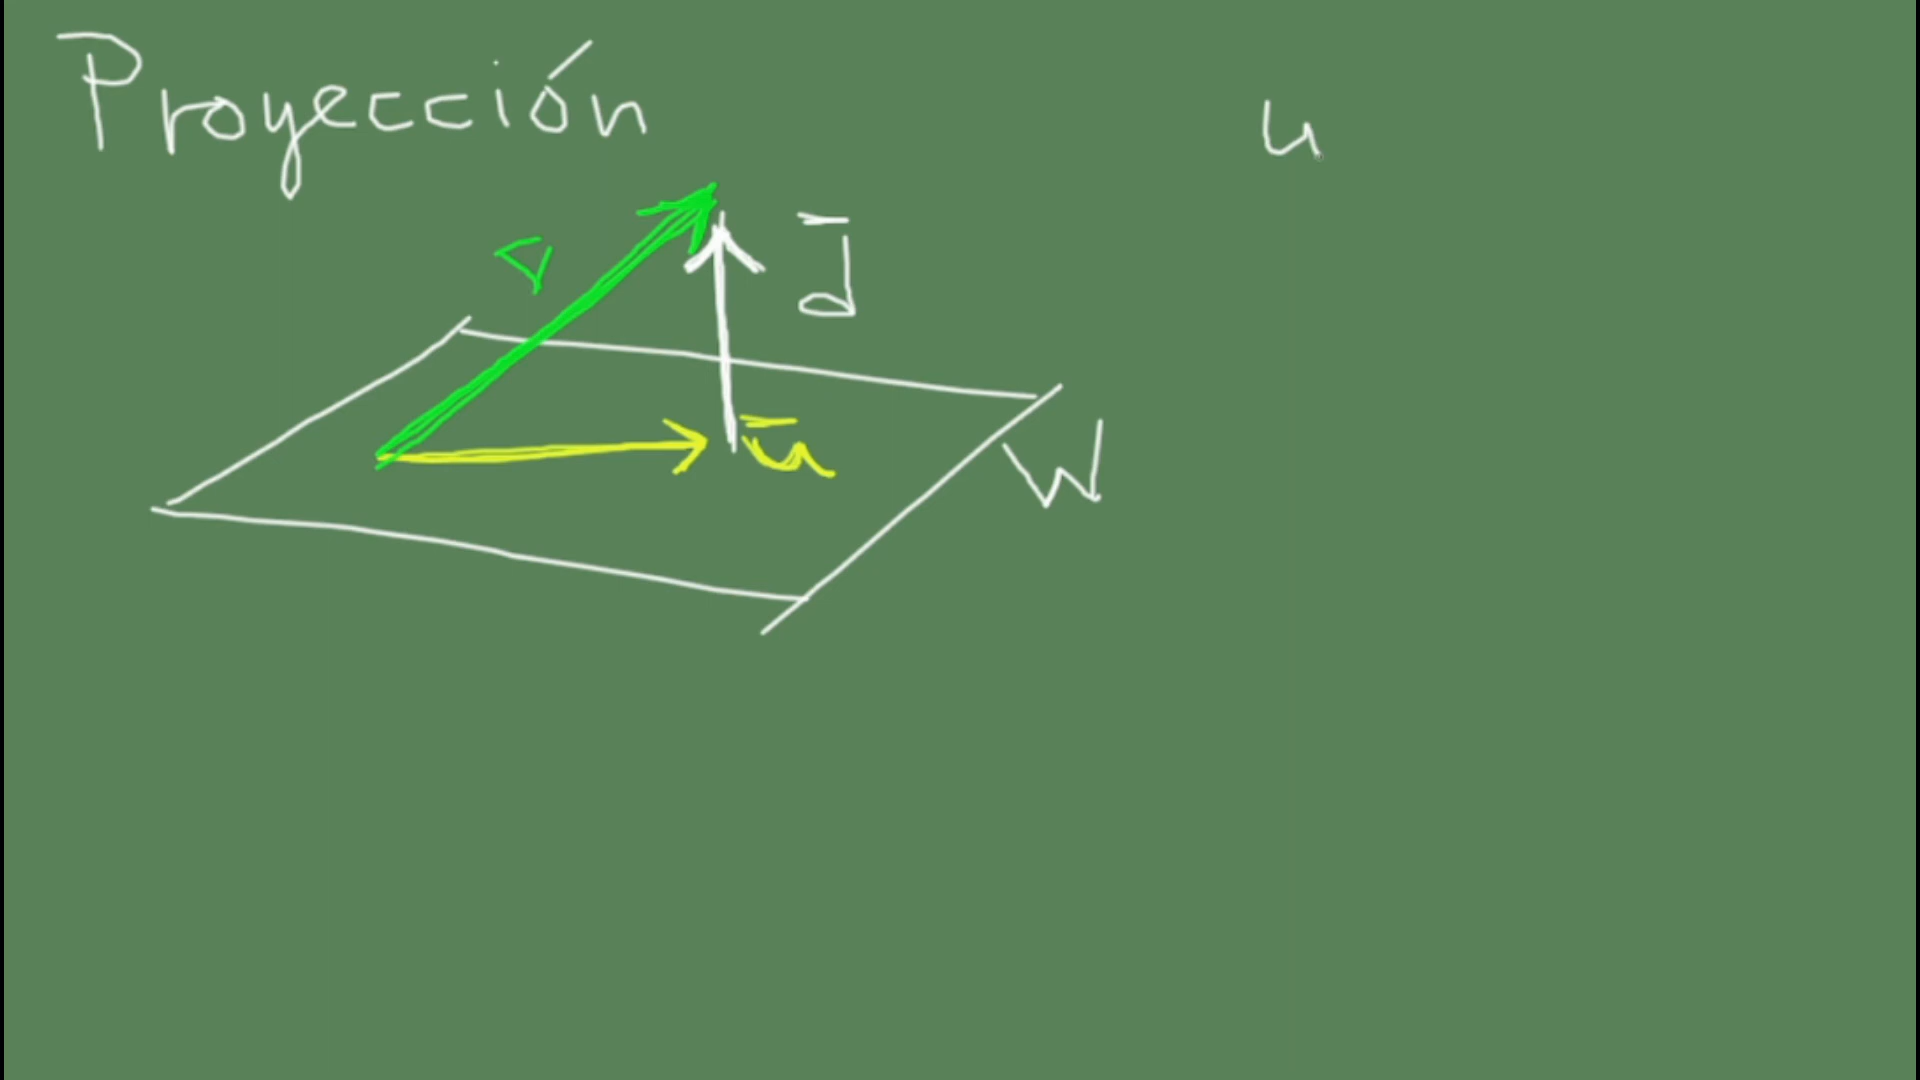 Proyección
u
v̄
d̄
ū
W